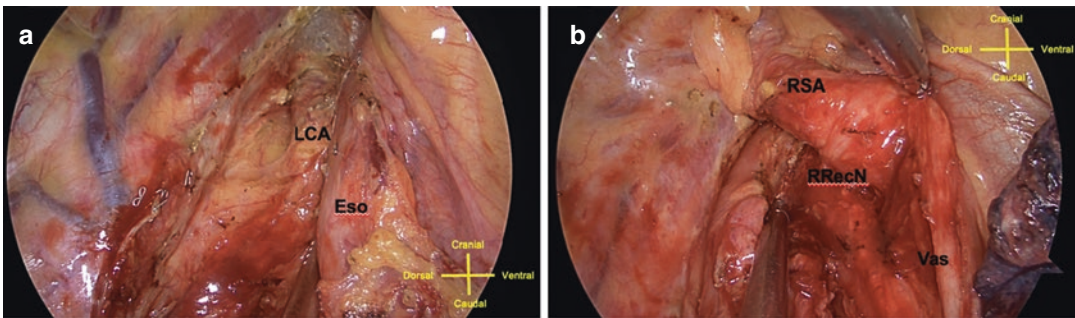 a
LCA
Eso
Cranial
Dorsal
Ventral
Caudal
b
Cranial
Dorsal
Ventral
Caudal
RSA
RRecN
Vas